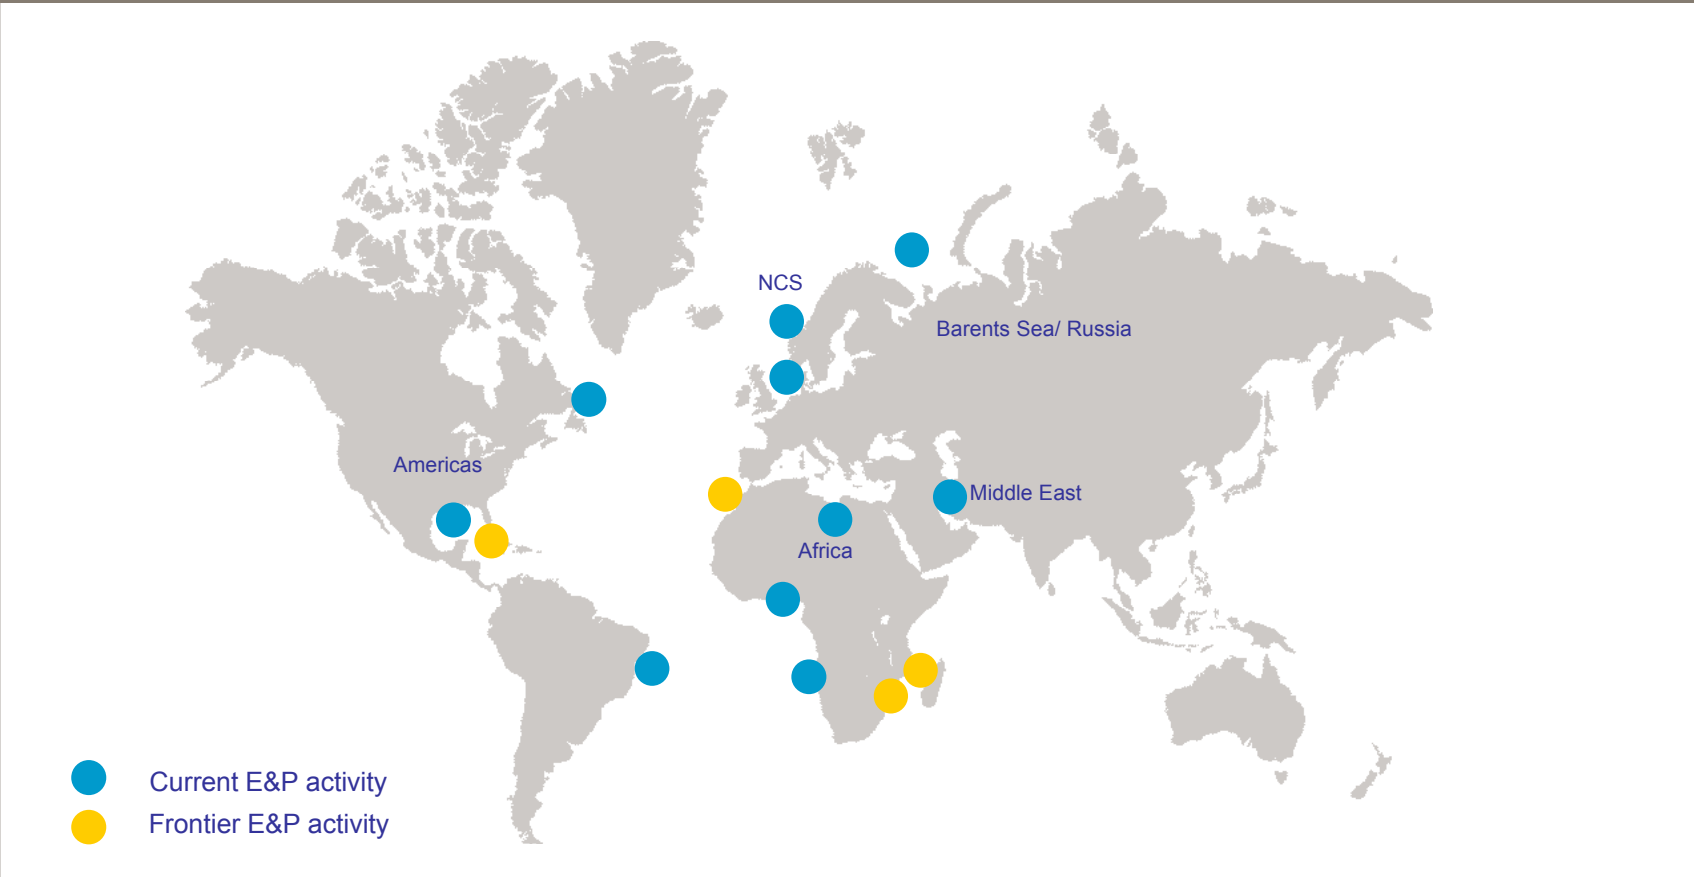 NCS
Barents Sea/ Russia
Americas
Middle East
Africa
Current E&P activity
Frontier E&P activity